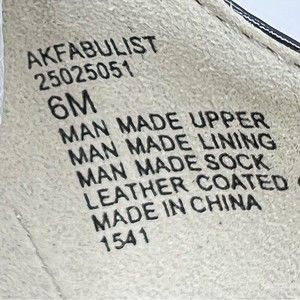 AKFABULIST
25025051
6M
MAN MADE UPPER
MAN MADE LINING
MAN MADE SOCK
LEATHER COATED
MADE IN CHINA
1541